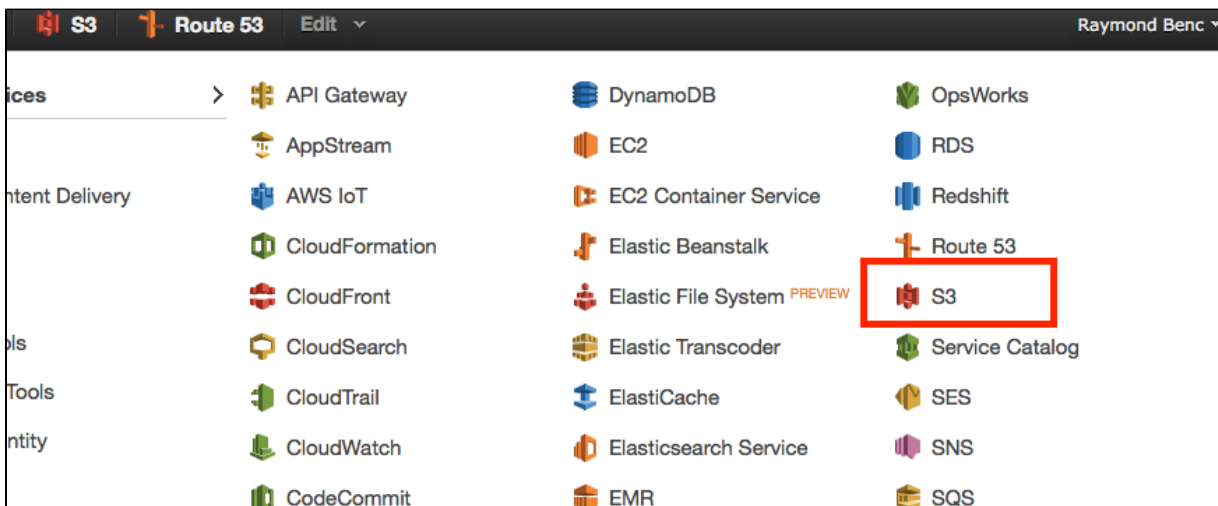 S3 Route 53 Edit Raymond Benc
ices API Gateway DynamoDB OpsWorks
AppStream EC2 RDS
ntent Delivery AWS IoT EC2 Container Service Redshift
CloudFormation Elastic Beanstalk Route 53
CloudFront Elastic File System PREVIEW S3
ols CloudSearch Elastic Transcoder Service Catalog
Tools CloudTrail ElastiCache SES
ntity CloudWatch Elasticsearch Service SNS
CodeCommit EMR SQS